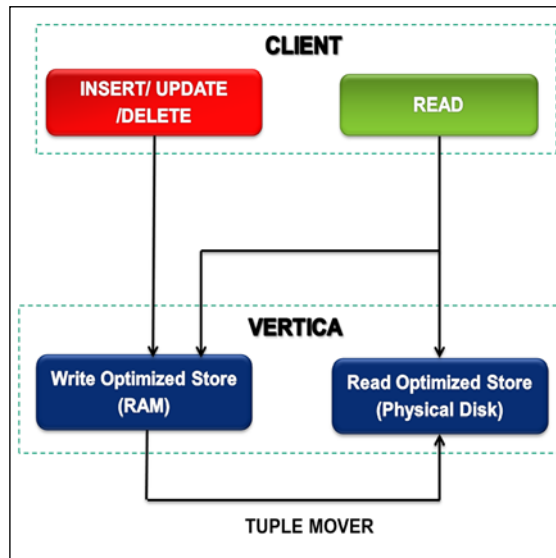 CLIENT
INSERT/ UPDATE
/DELETE
READ
VERTICA
Write Optimized Store
(RAM)
Read Optimized Store
(Physical Disk)
TUPLE MOVER